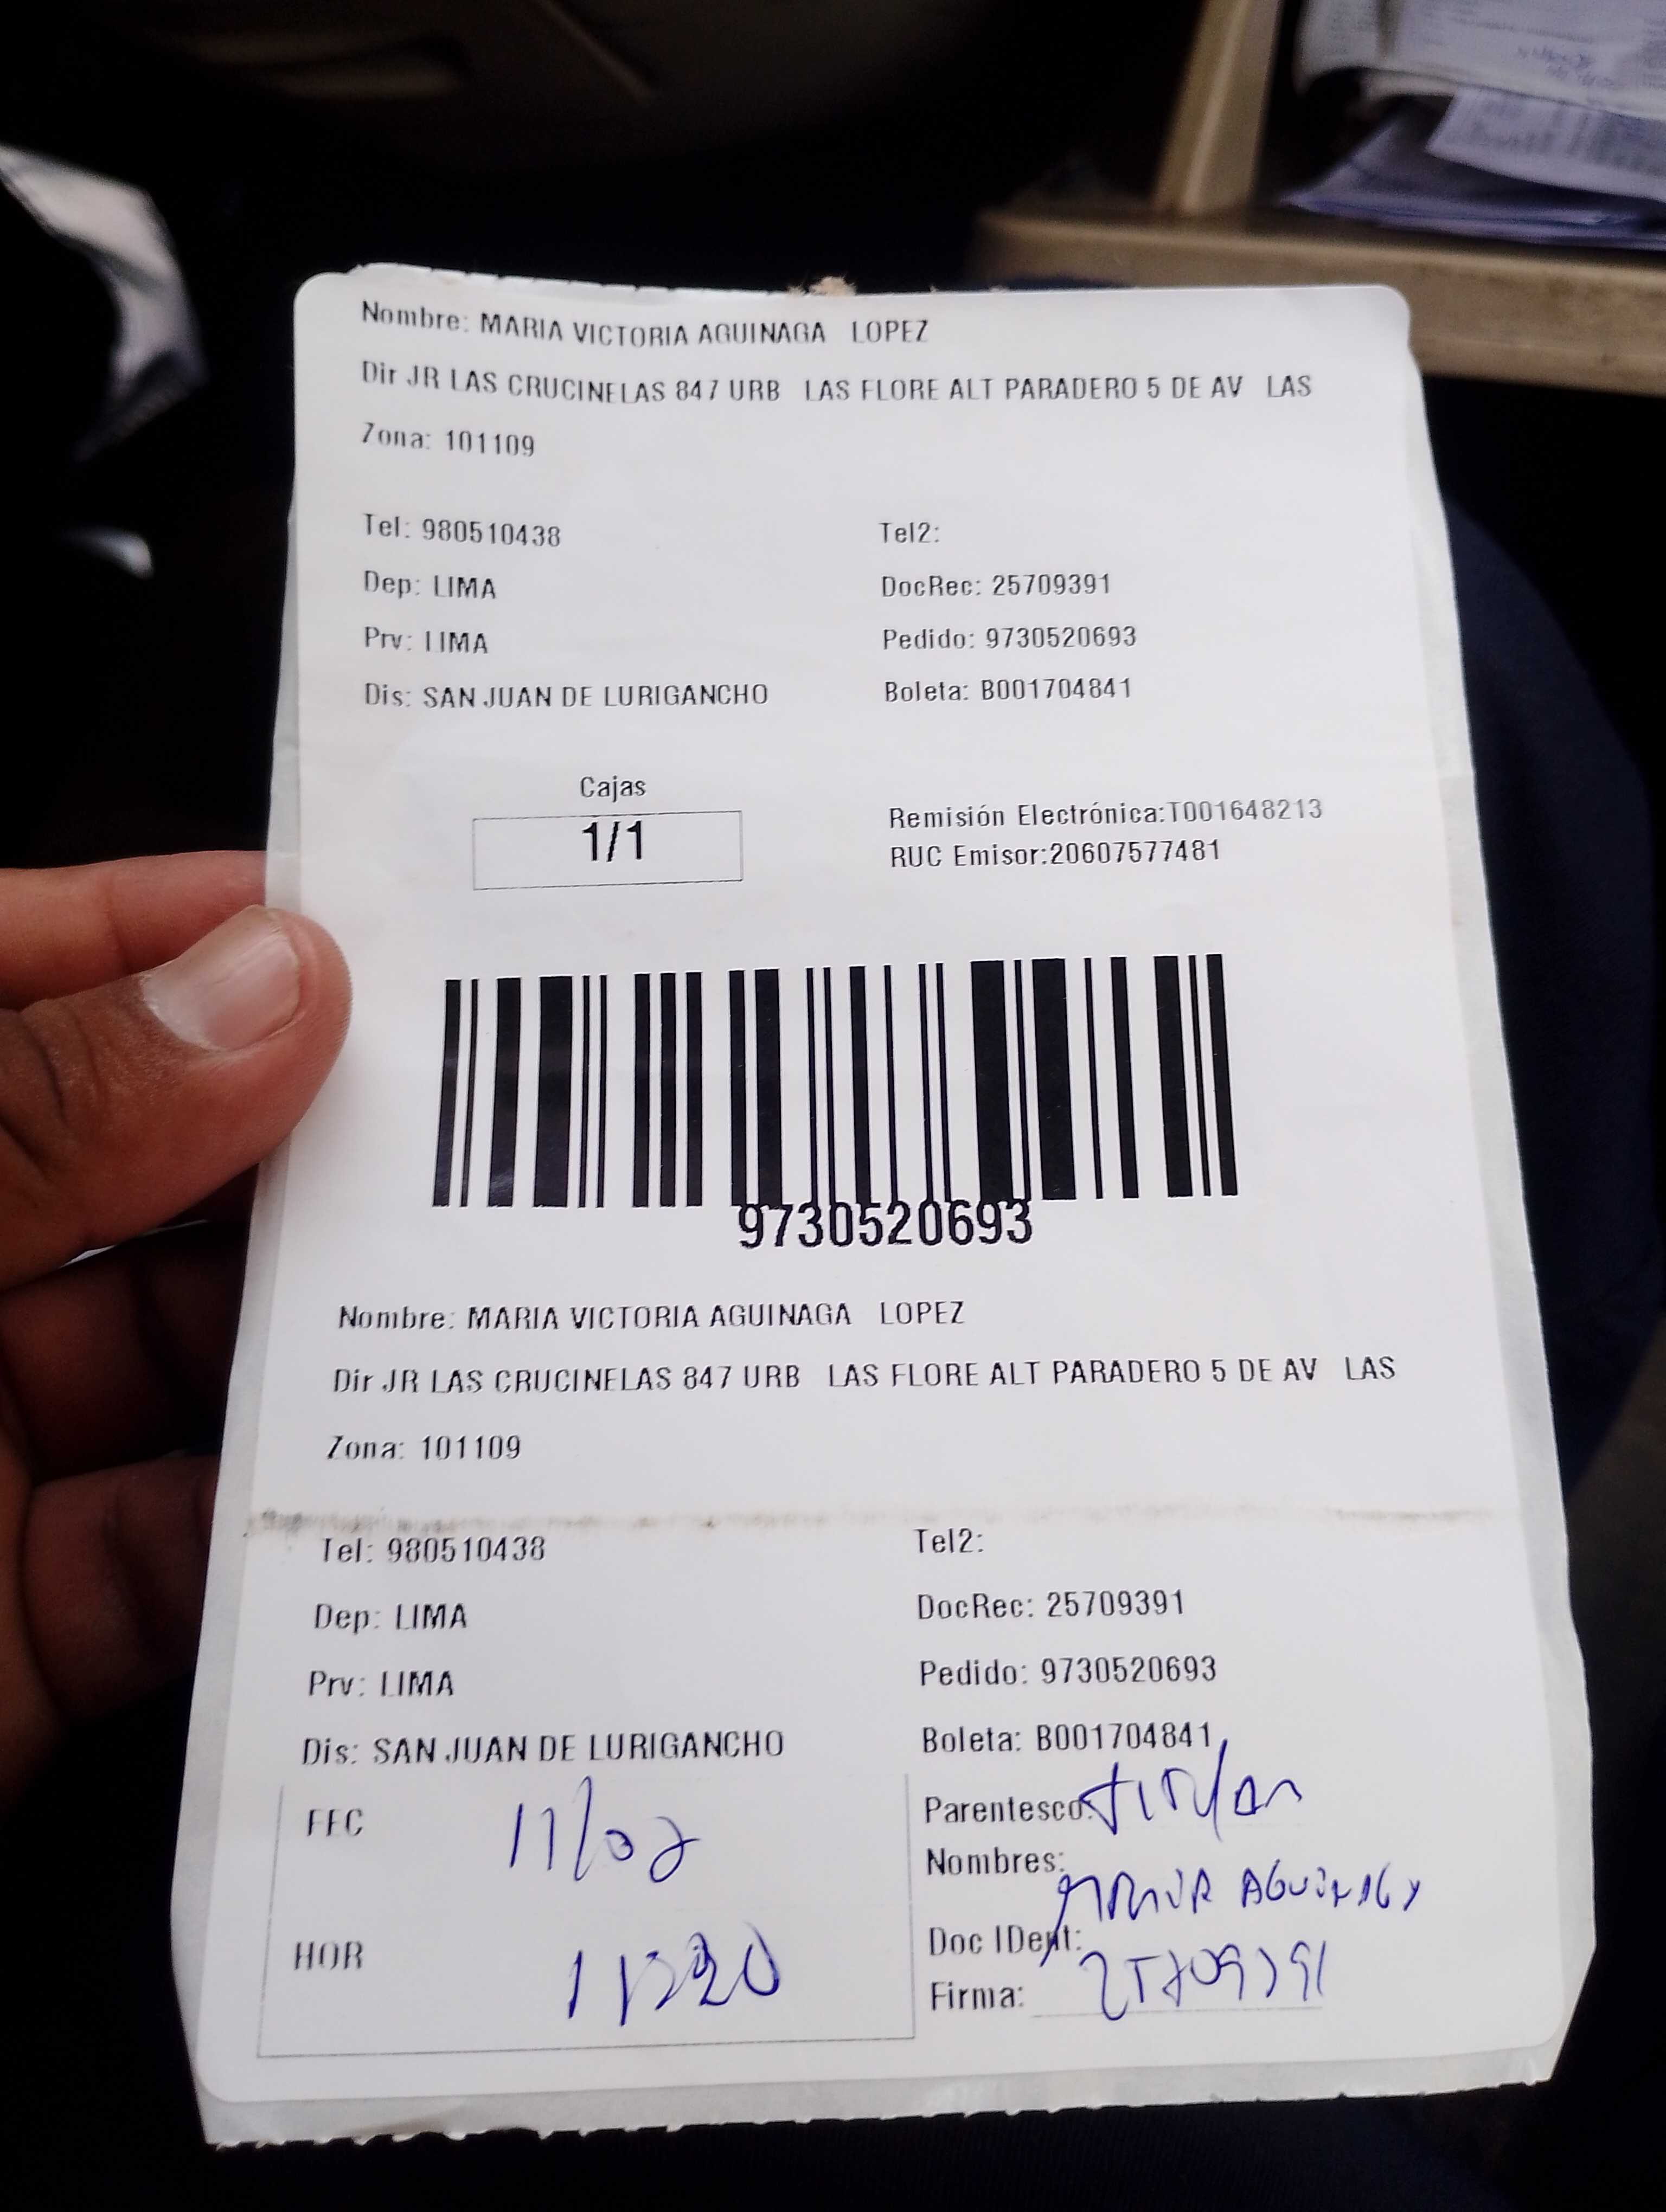 Nombre: MARIA VICTORIA AGUINAGA LOPEZ
Dir JR LAS CRUCINELAS 847 URB LAS FLORE ALT PARADERO 5 DE AV LAS
Zona: 101109
Tel: 980510438 Tel2:
Dep: LIMA DocRec: 25709391
Prv: LIMA Pedido: 9730520693
Dis: SAN JUAN DE LURIGANCHO Boleta: B001704841
Cajas
1/1
Remisión Electrónica:T001648213
RUC Emisor:20607577481
9730520693
Nombre: MARIA VICTORIA AGUINAGA LOPEZ
Dir JR LAS CRUCINELAS 847 URB LAS FLORE ALT PARADERO 5 DE AV LAS
Zona: 101109
Tel: 980510438 Tel2:
Dep: LIMA DocRec: 25709391
Prv: LIMA Pedido: 9730520693
Dis: SAN JUAN DE LURIGANCHO Boleta: B001704841
FEC 11/02
Parentesco:
Nombres: AGUINAGA
HOR
Doc IDent: 25709391
Firma: